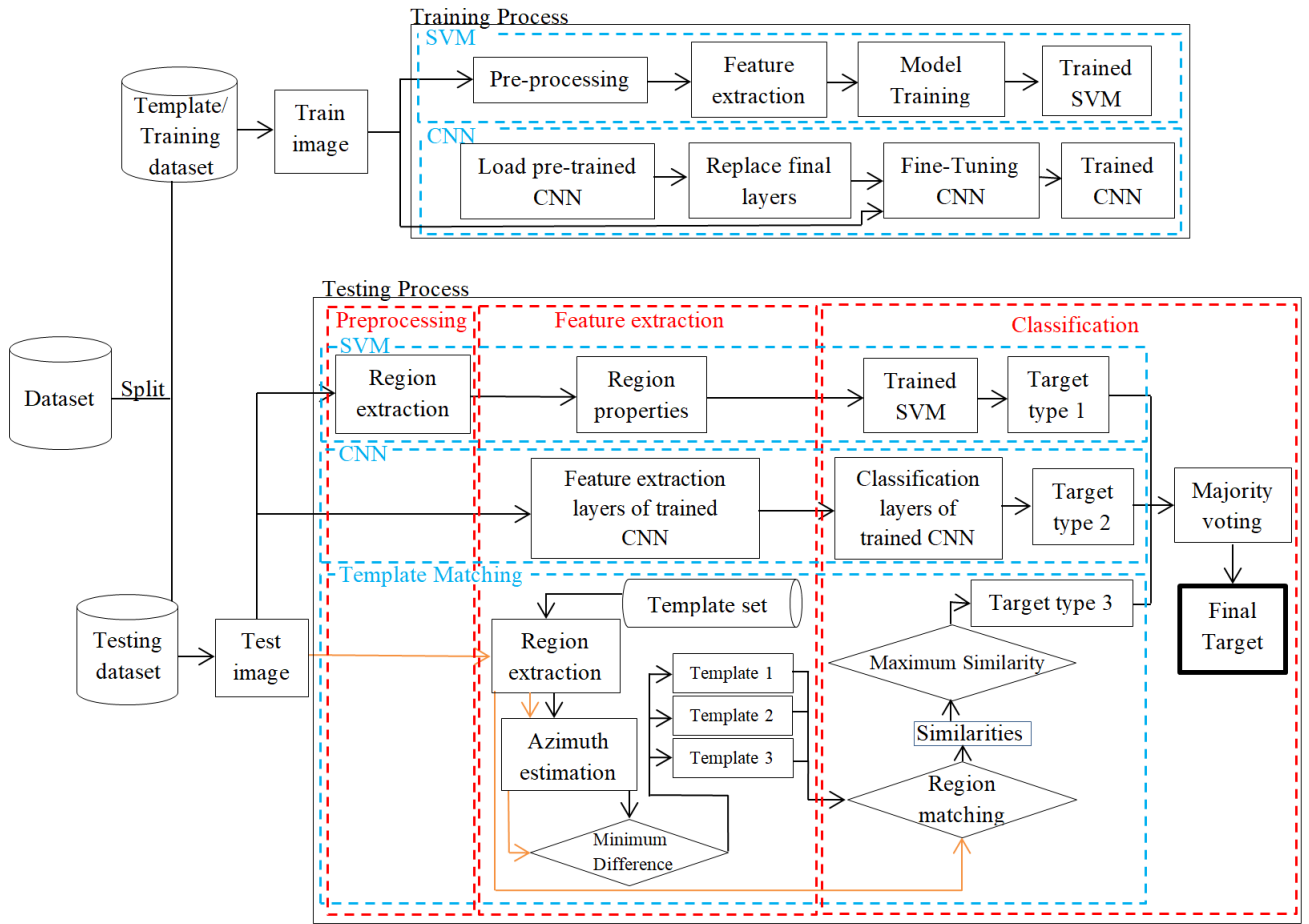 Training Process
SVM
Pre-processing
Feature
extraction
Model
Training
Trained
SVM
Template/
Training
dataset
Train
image
CNN
Load pre-trained
CNN
Replace final
layers
Fine-Tuning
CNN
Trained
CNN
Dataset
Split
Testing Process
Preprocessing
Feature extraction
Classification
SVM
Region
extraction
Region
properties
Trained
SVM
Target
type 1
CNN
Feature extraction
layers of trained
CNN
Classification
layers of
trained CNN
Target
type 2
Majority
voting
Final
Target
Template Matching
Testing
dataset
Test
image
Template set
Region
extraction
Azimuth
estimation
Minimum
Difference
Template 1
Template 2
Template 3
Target type 3
Maximum Similarity
Similarities
Region
matching